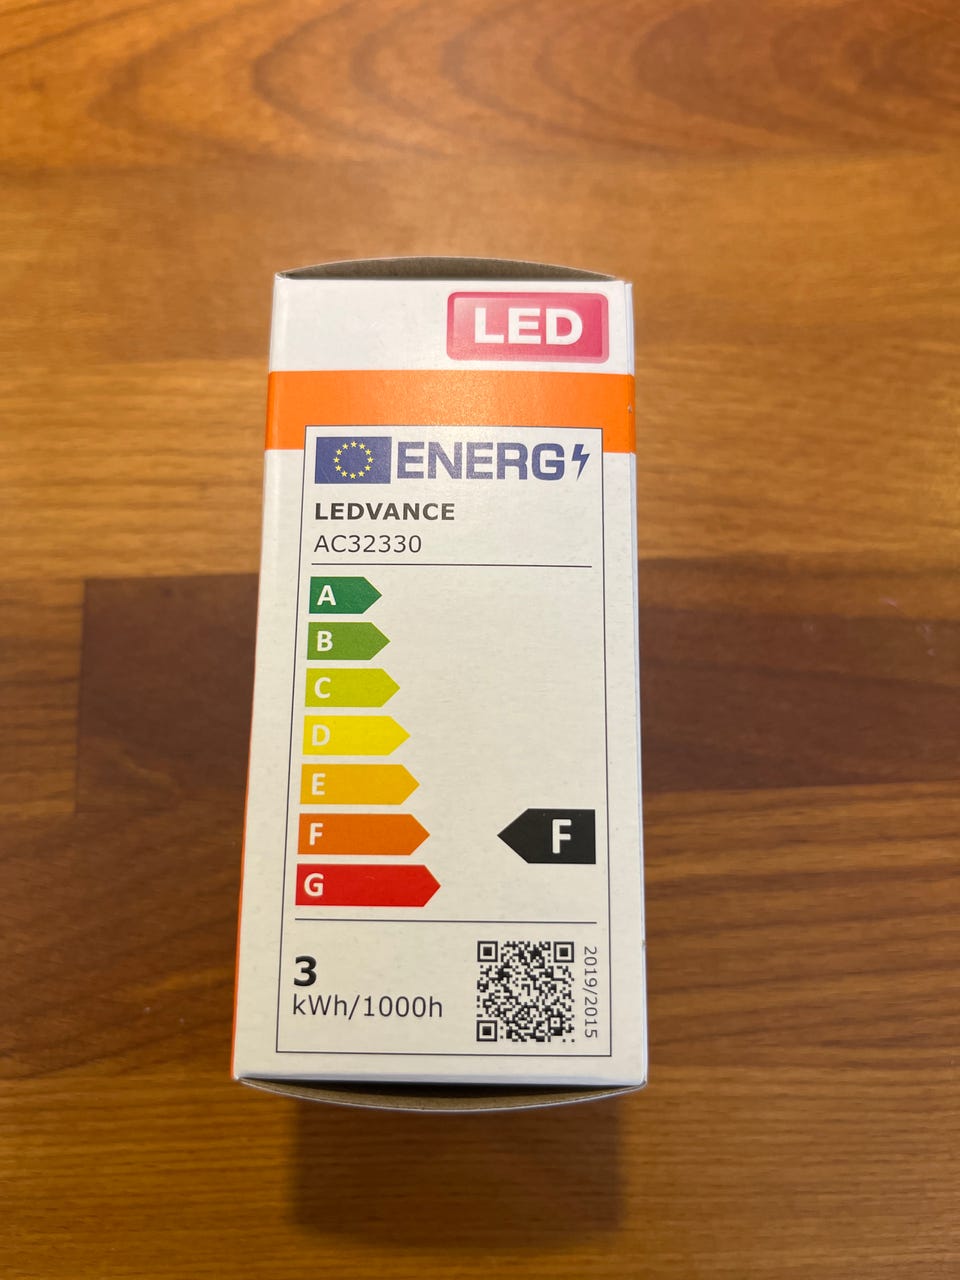 LED
ENERG
LEDVANCE
AC32330
A
B
C
D
E
F
F
G
3
kWh/1000h
2019/2015